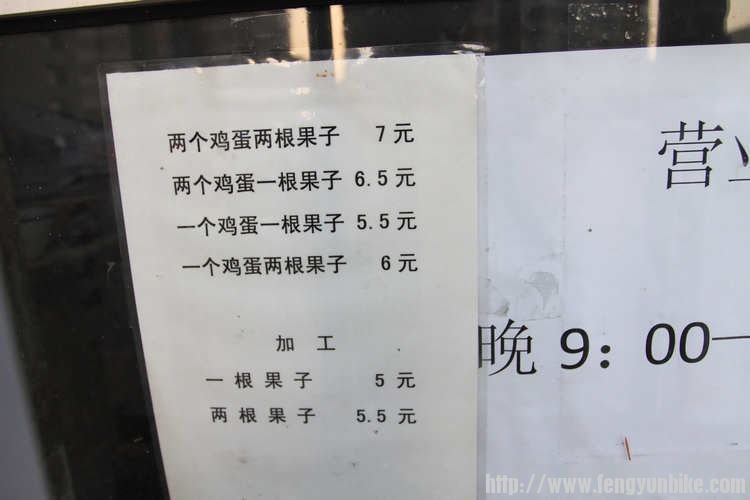 两个鸡蛋两根果子 7元
两个鸡蛋一根果子 6.5元
一个鸡蛋一根果子 5.5元
一个鸡蛋两根果子 6元
加工
一根果子 5元
两根果子 5.5元
营业
晚 9：00—
http://www.fengyunbike.com